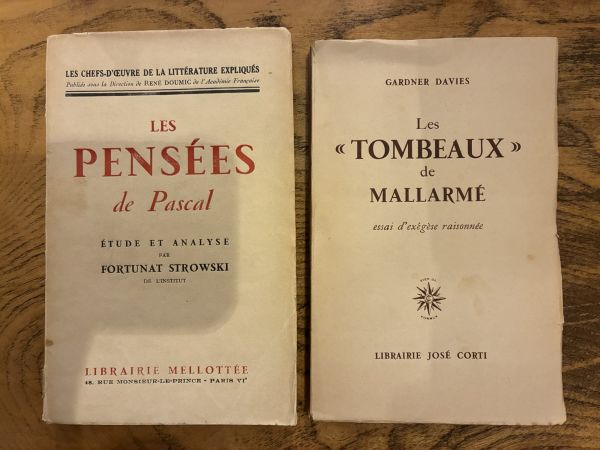 LES CHEFS-D'ŒUVRE DE LA LITTÉRATURE EXPLIQUÉS
Publiés sous la Direction de RENÉ DOUMIC de l'Académie Française
LES
PENSÉES
de Pascal
ÉTUDE ET ANALYSE
PAR
FORTUNAT STROWSKI
DE L'INSTITUT
LIBRAIRIE MELLOTTÉE
48, RUE MONSIEUR-LE-PRINCE - PARIS VIe
GARDNER DAVIES
Les
« TOMBEAUX »
de
MALLARMÉ
essai d'exégèse raisonnée
LIBRAIRIE JOSÉ CORTI